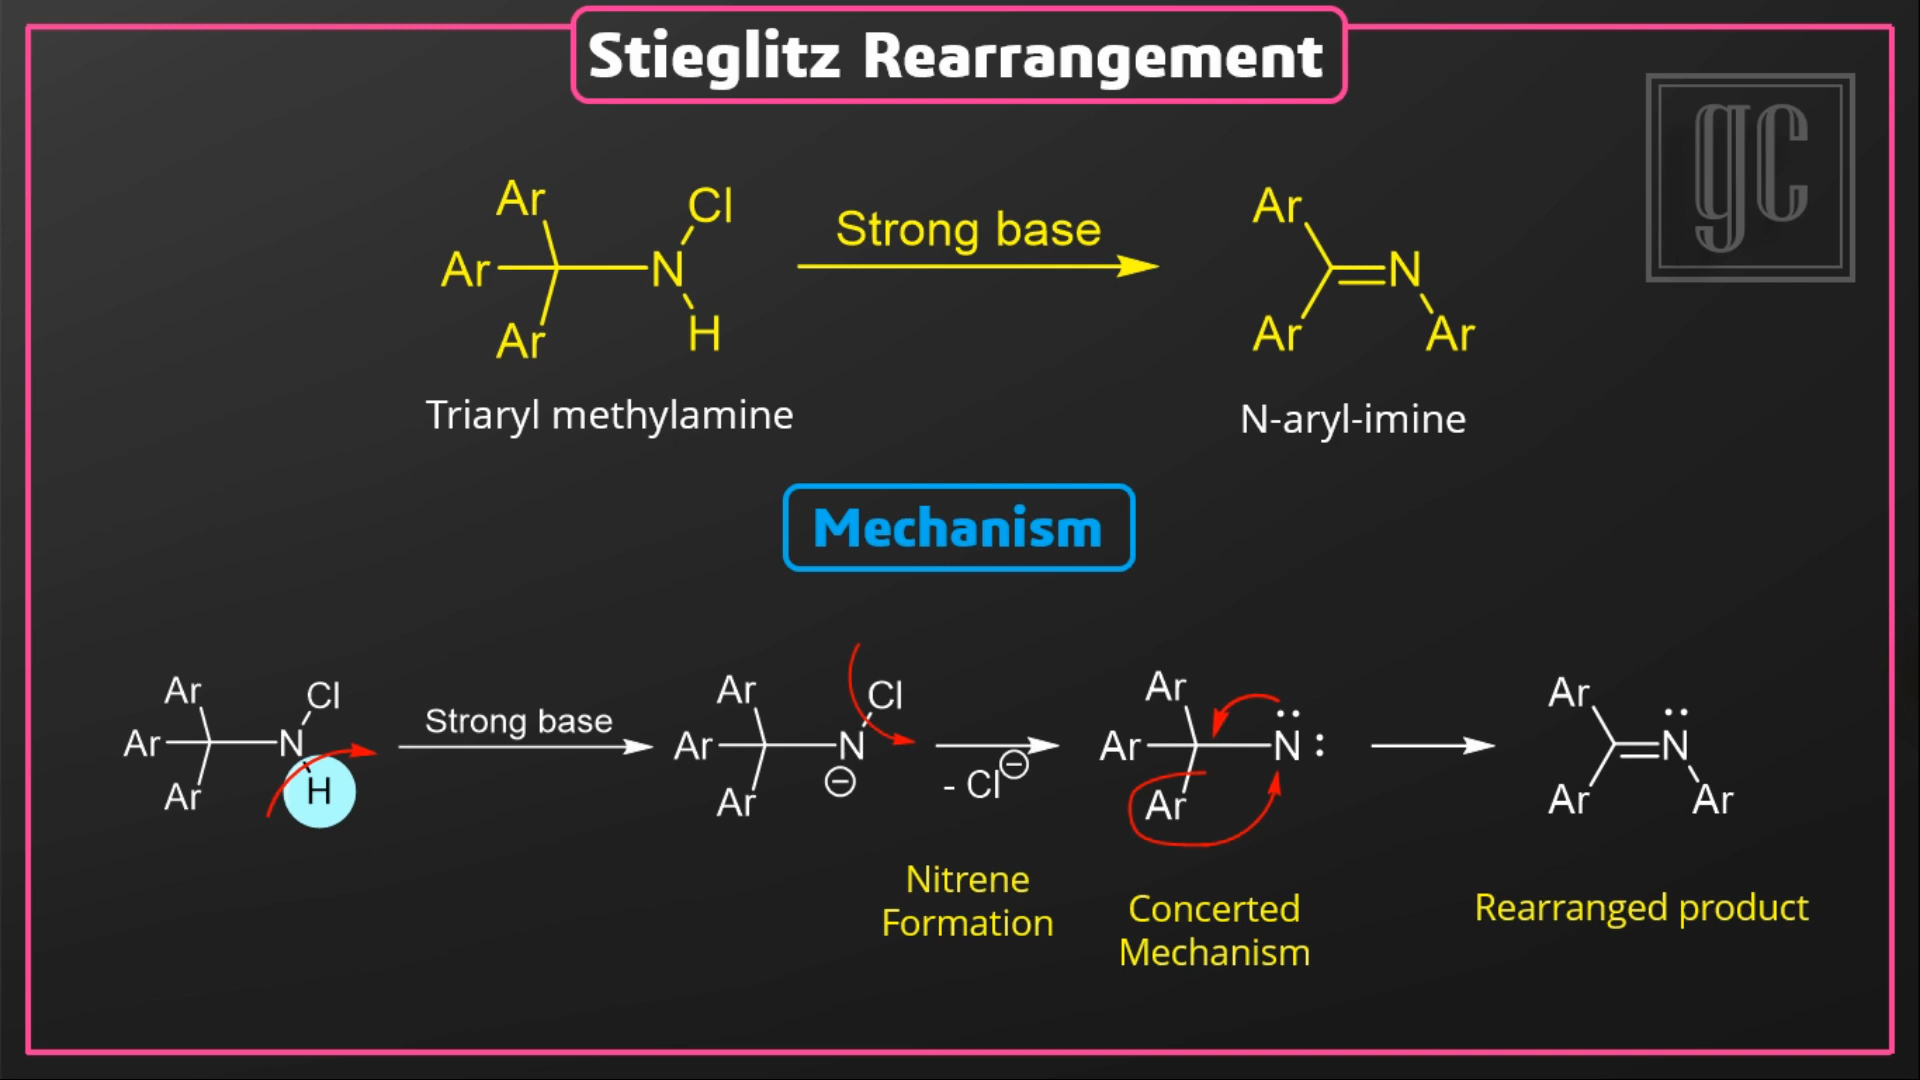 Stieglitz Rearrangement
gc
Ar
Cl
Ar
N
Ar
H
Strong base
Ar
N
Ar
Ar
Triaryl methylamine
N-aryl-imine
Mechanism
Ar
Cl
Ar
N
Ar
H
Strong base
Ar
Cl
Ar
N
⊖
Ar
- Cl⊖
Ar
Ar
N
Ar
Ar
N
Ar
Ar
Nitrene
Formation
Concerted
Mechanism
Rearranged product